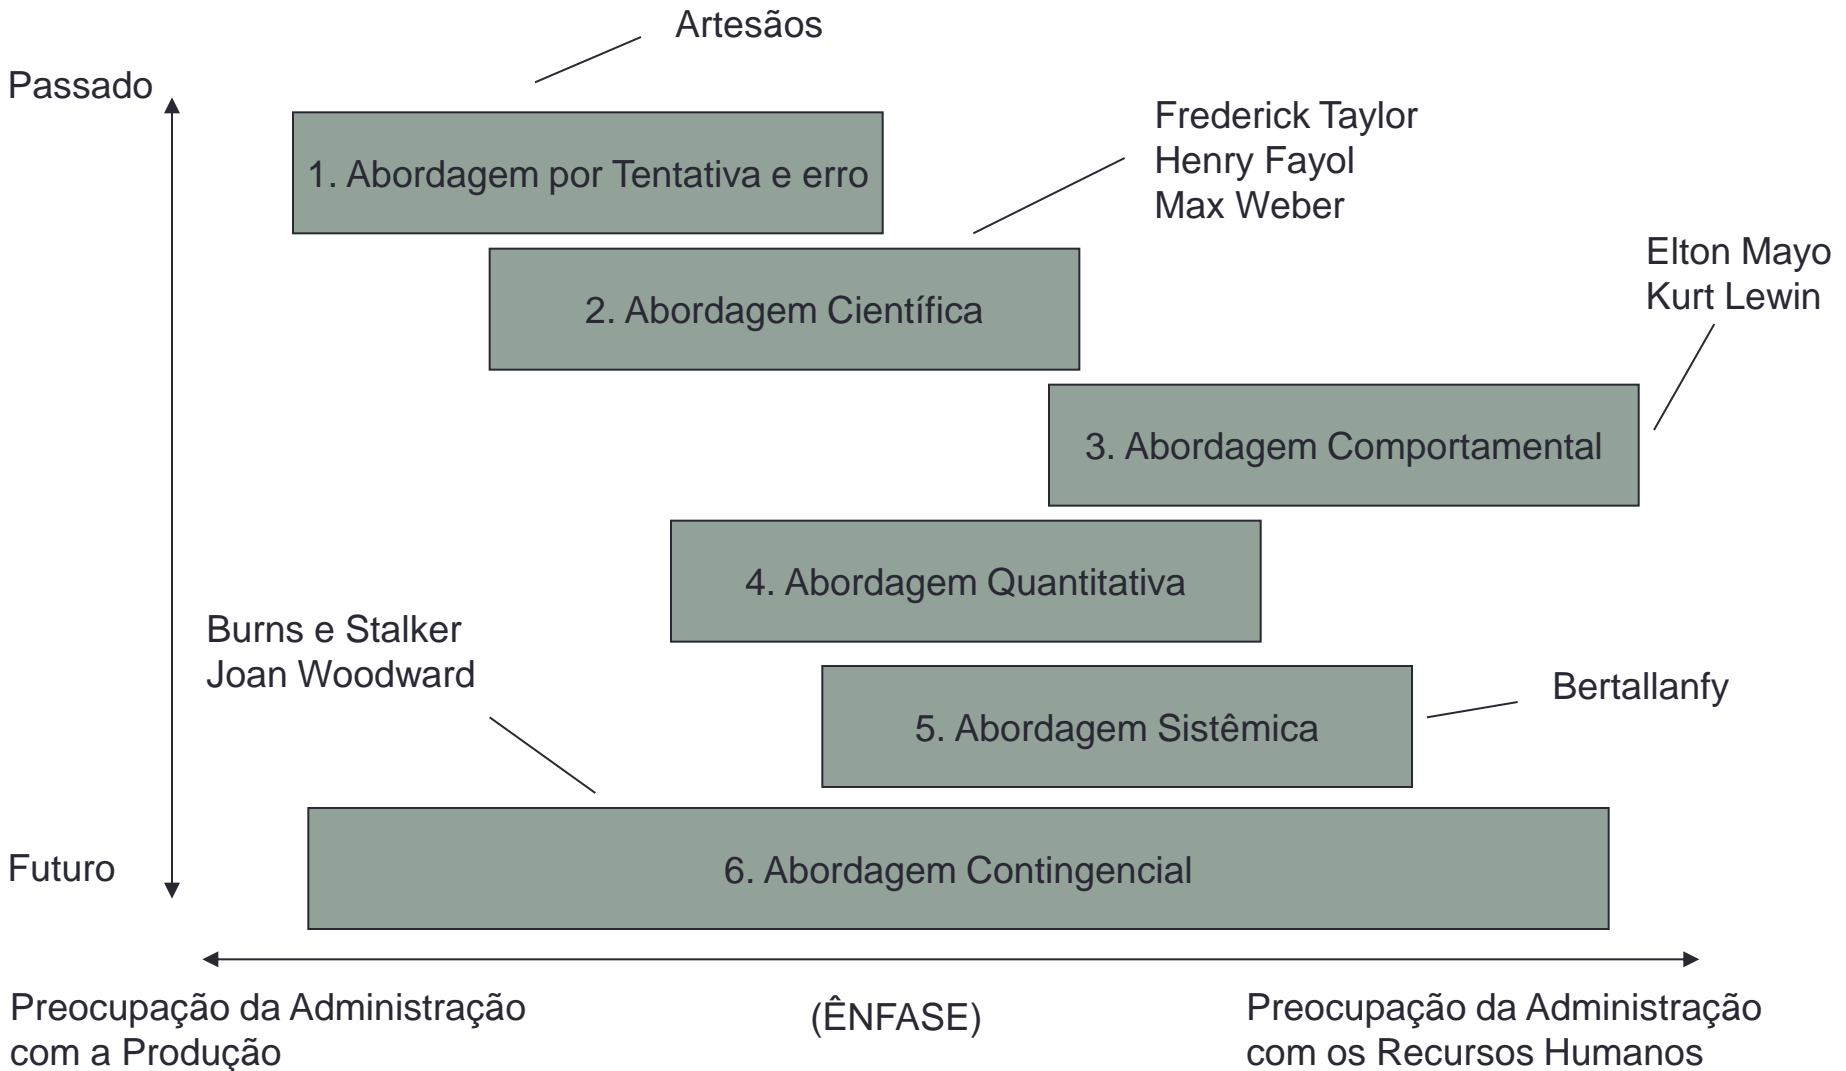 Artesãos
Passado
Frederick Taylor
Henry Fayol
Max Weber
1. Abordagem por Tentativa e erro
Elton Mayo
Kurt Lewin
2. Abordagem Científica
3. Abordagem Comportamental
4. Abordagem Quantitativa
Burns e Stalker
Joan Woodward
Bertallanfy
5. Abordagem Sistêmica
Futuro
6. Abordagem Contingencial
Preocupação da Administração
com a Produção
(ÊNFASE)
Preocupação da Administração
com os Recursos Humanos